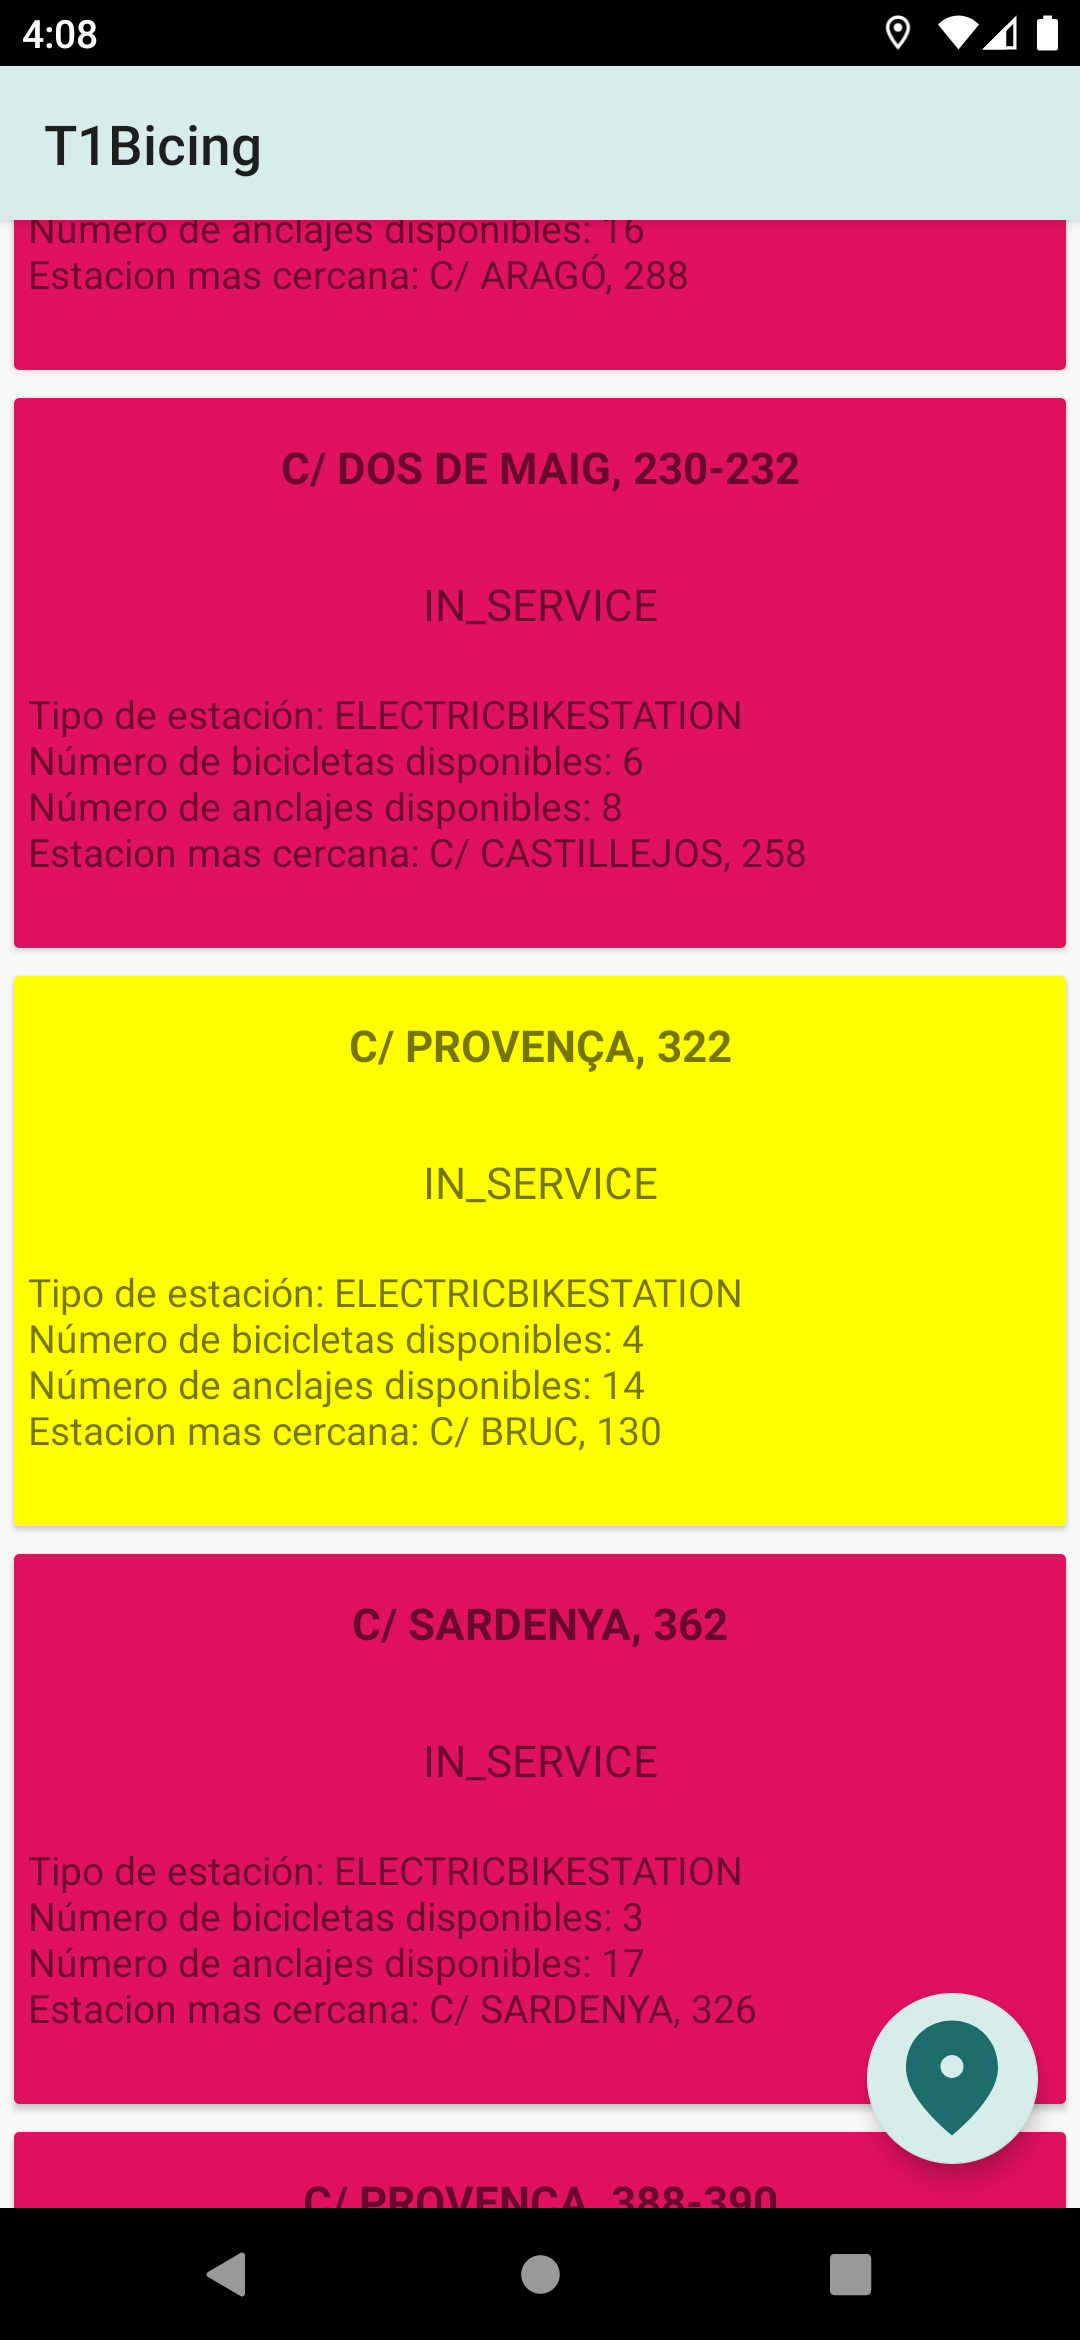 4:08
T1Bicing
Número de anclajes disponibles: 16
Estacion mas cercana: C/ ARAGÓ, 288
C/ DOS DE MAIG, 230-232
IN_SERVICE
Tipo de estación: ELECTRICBIKESTATION
Número de bicicletas disponibles: 6
Número de anclajes disponibles: 8
Estacion mas cercana: C/ CASTILLEJOS, 258
C/ PROVENÇA, 322
IN_SERVICE
Tipo de estación: ELECTRICBIKESTATION
Número de bicicletas disponibles: 4
Número de anclajes disponibles: 14
Estacion mas cercana: C/ BRUC, 130
C/ SARDENYA, 362
IN_SERVICE
Tipo de estación: ELECTRICBIKESTATION
Número de bicicletas disponibles: 3
Número de anclajes disponibles: 17
Estacion mas cercana: C/ SARDENYA, 326
C/ PROVENÇA, 388-390